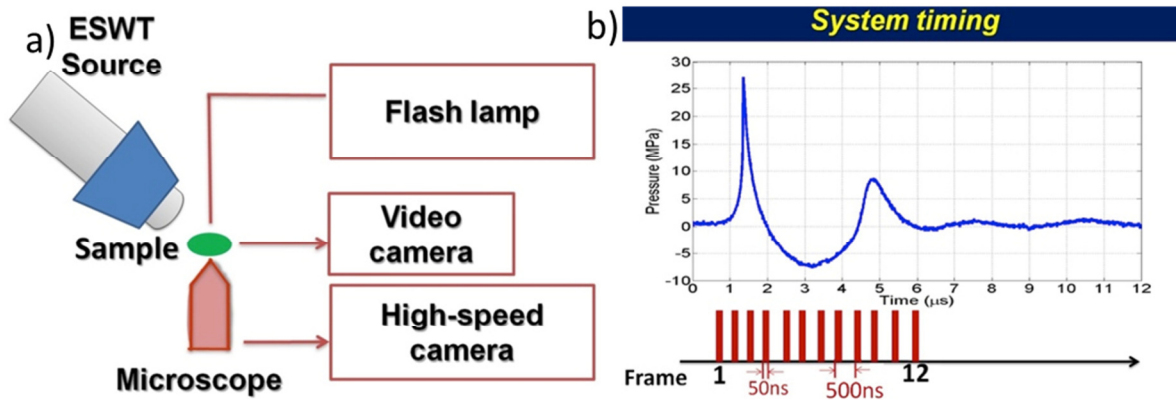 a)
ESWT
Source
Flash lamp
Sample
Video
camera
High-speed
camera
Microscope
b)
System timing
30
25
20
15
10
5
0
-5
-10
Pressure (MPa)
0 1 2 3 4 5 6 7 8 9 10 11 12
Time (μs)
Frame 1 12
50ns 500ns